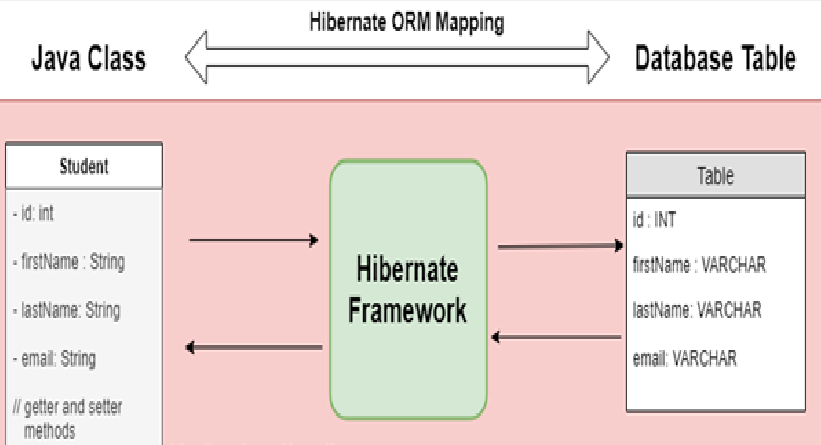 Hibernate ORM Mapping
Java Class
Database Table
Student
- id: int
- firstName : String
- lastName: String
- email: String
// getter and setter
methods
Hibernate
Framework
Table
id : INT
firstName : VARCHAR
lastName: VARCHAR
email: VARCHAR